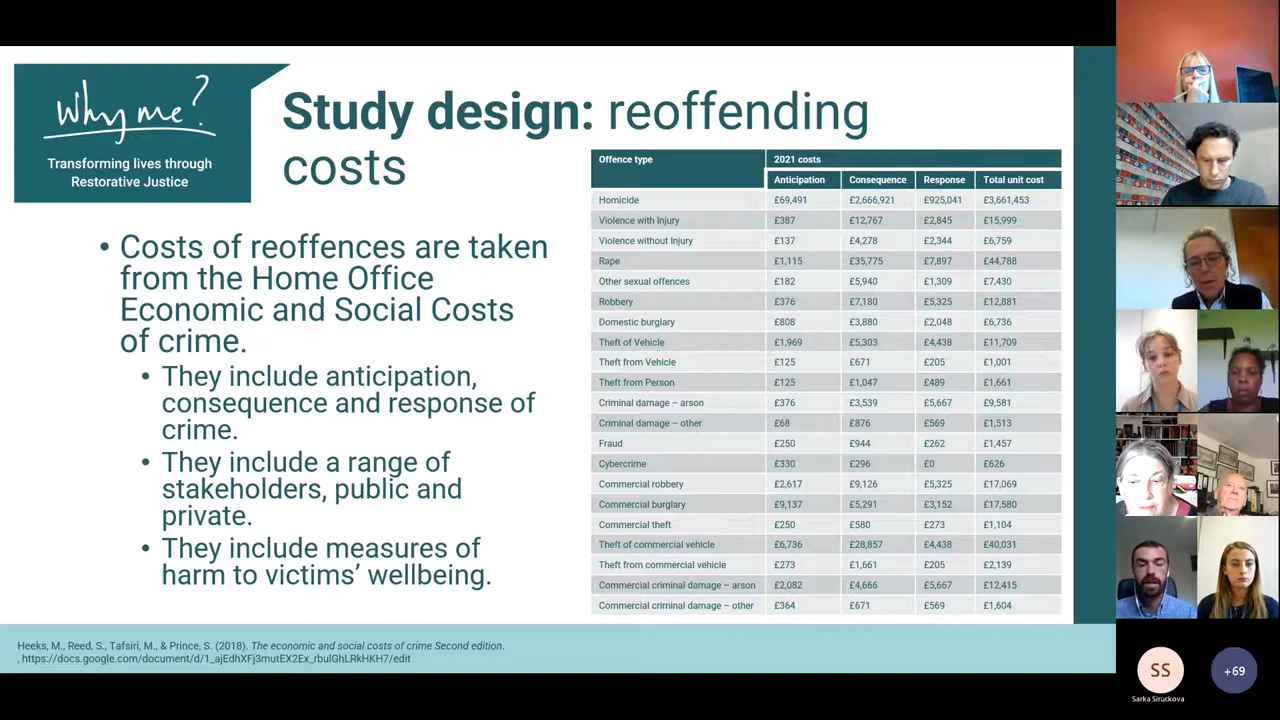 Why me?
Transforming lives through
Restorative Justice
Study design: reoffending
costs
• Costs of reoffences are taken
from the Home Office
Economic and Social Costs
of crime.
• They include anticipation,
consequence and response of
crime.
• They include a range of
stakeholders, public and
private.
• They include measures of
harm to victims’ wellbeing.
Offence type 2021 costs
Anticipation Consequence Response Total unit cost
Homicide £69,491 £2,666,921 £925,041 £3,661,453
Violence with Injury £387 £12,767 £2,845 £15,999
Violence without Injury £137 £4,278 £2,344 £6,759
Rape £1,115 £35,775 £7,897 £44,788
Other sexual offences £182 £5,940 £1,309 £7,430
Robbery £376 £7,180 £5,325 £12,881
Domestic burglary £808 £3,880 £2,048 £6,736
Theft of Vehicle £1,969 £5,303 £4,438 £11,709
Theft from Vehicle £125 £671 £205 £1,001
Theft from Person £125 £1,047 £489 £1,661
Criminal damage – arson £376 £3,539 £5,667 £9,581
Criminal damage – other £68 £876 £569 £1,513
Fraud £250 £944 £262 £1,457
Cybercrime £330 £296 £0 £626
Commercial robbery £2,617 £9,126 £5,325 £17,069
Commercial burglary £9,137 £5,291 £3,152 £17,580
Commercial theft £250 £580 £273 £1,104
Theft of commercial vehicle £6,736 £28,857 £4,438 £40,031
Theft from commercial vehicle £273 £1,661 £205 £2,139
Commercial criminal damage – arson £2,082 £4,666 £5,667 £12,415
Commercial criminal damage – other £364 £671 £569 £1,604
Heeks, M., Reed, S., Tafsiri, M., & Prince, S. (2018). The economic and social costs of crime Second edition.
, https://docs.google.com/document/d/1_ajEdhXFj3mutEX2Ex_rbulGhLRkHKH7/edit
SS
+69
Sarka Siruckova